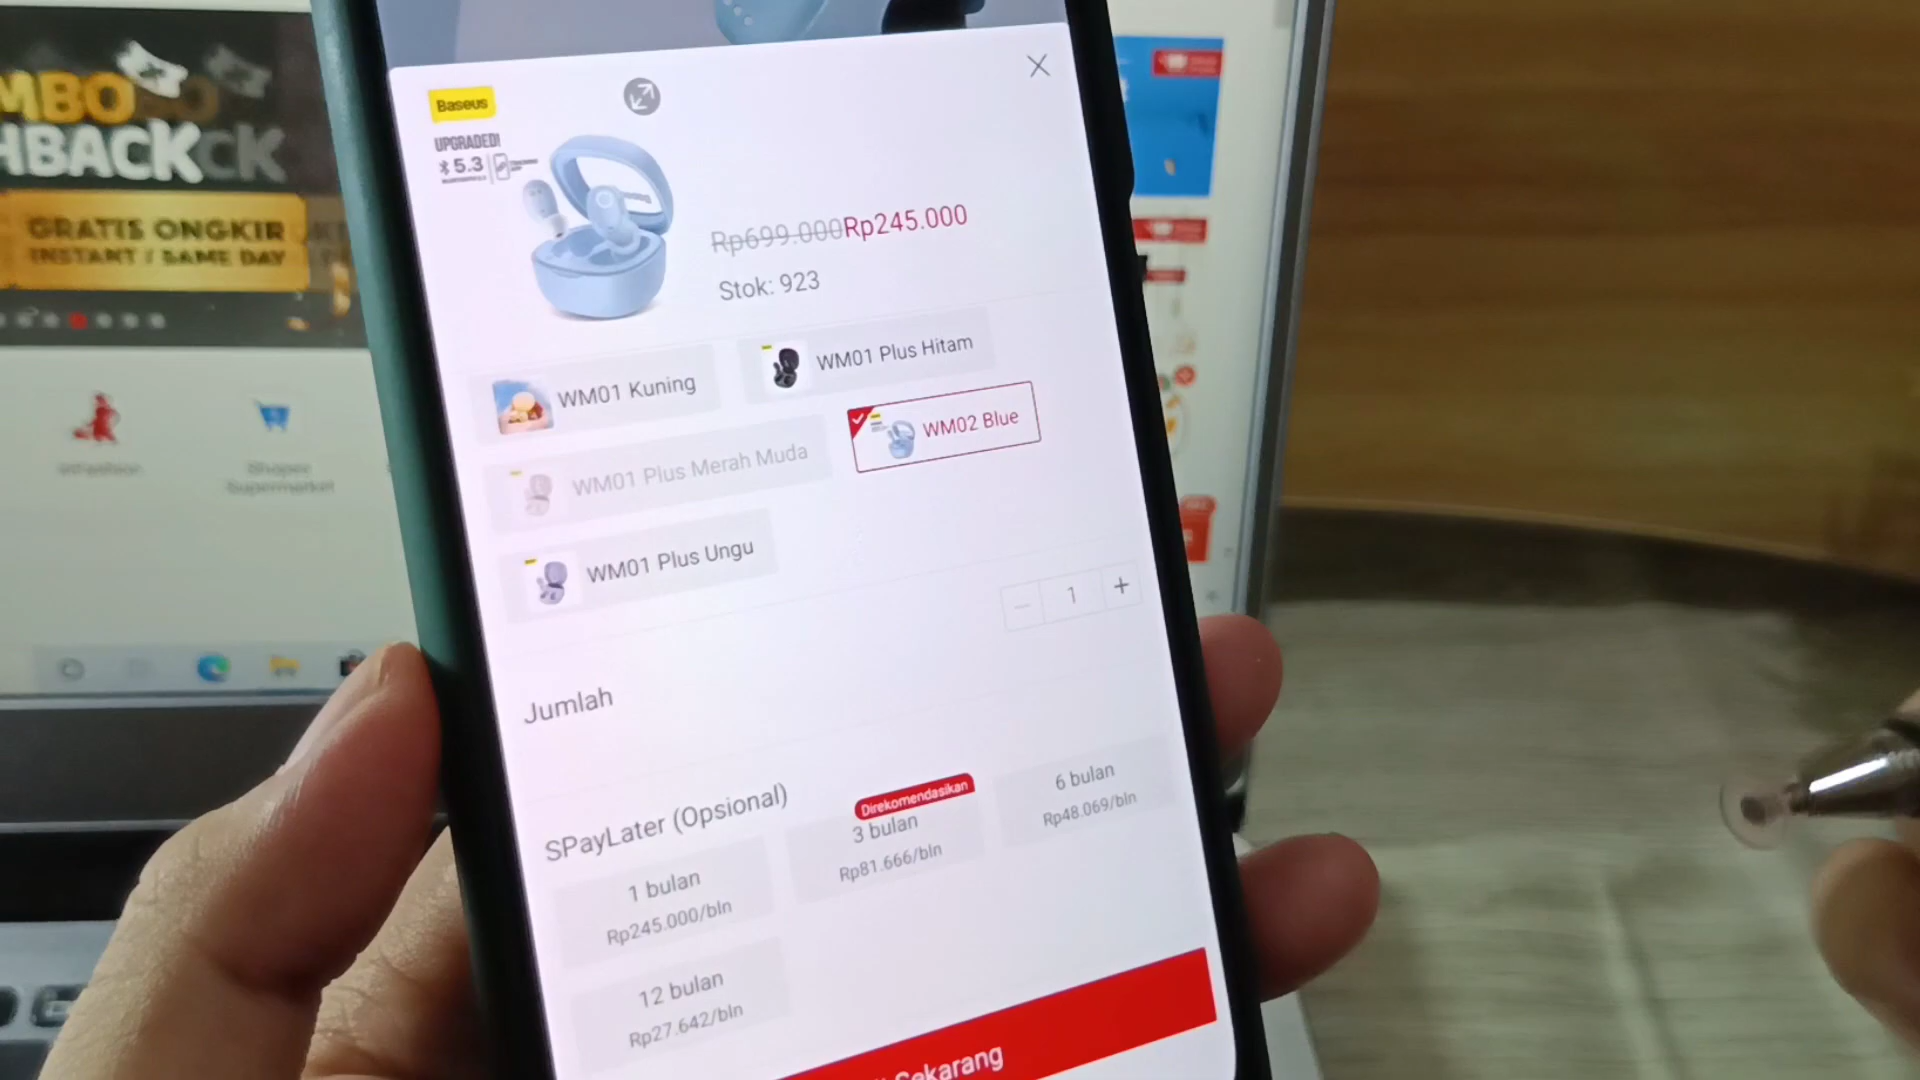 MBO
HBACK
GRATIS ONGKIR
INSTANT / SAME DAY
Shopee
Supermarket
Baseus
UPGRADED!
5.3
Rp699.000 Rp245.000
Stok: 923
WM01 Kuning
WM01 Plus Hitam
WM01 Plus Merah Muda
WM02 Blue
WM01 Plus Ungu
1
Jumlah
SPayLater (Opsional)
1 bulan
Rp245.000/bln
Direkomendasikan
3 bulan
Rp81.666/bln
6 bulan
Rp48.069/bln
12 bulan
Rp27.642/bln
Sekarang